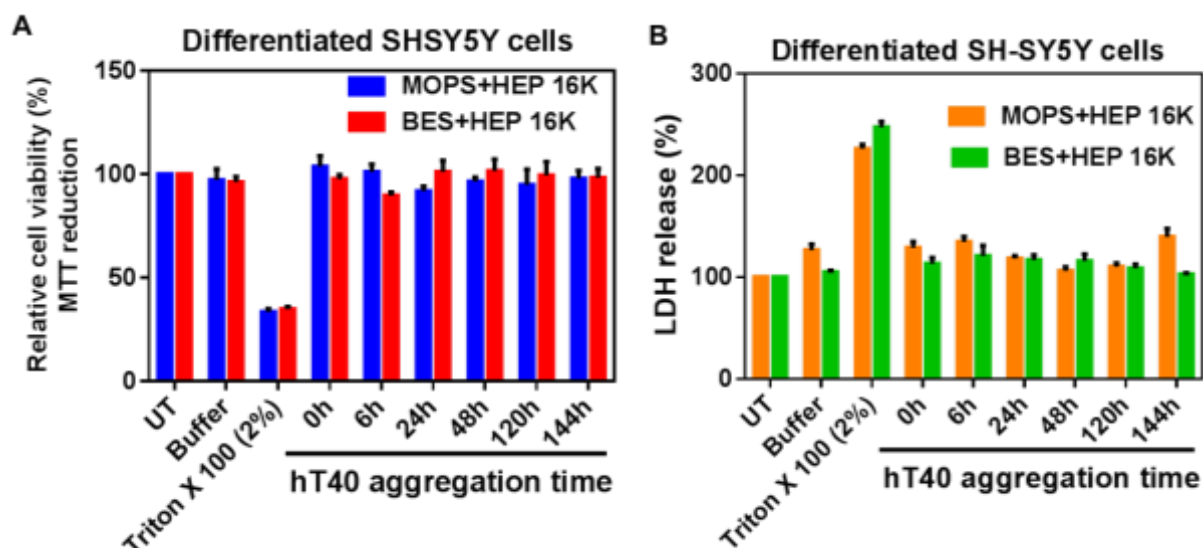 A
Differentiated SHSY5Y cells
Relative cell viability (%)
MTT reduction
150
100
50
0
MOPS+HEP 16K
BES+HEP 16K
UT
Buffer
Triton X 100 (2%)
0h
6h
24h
48h
120h
144h
hT40 aggregation time
B
Differentiated SH-SY5Y cells
LDH release (%)
300
200
100
0
MOPS+HEP 16K
BES+HEP 16K
UT
Buffer
Triton X 100 (2%)
0h
6h
24h
48h
120h
144h
hT40 aggregation time